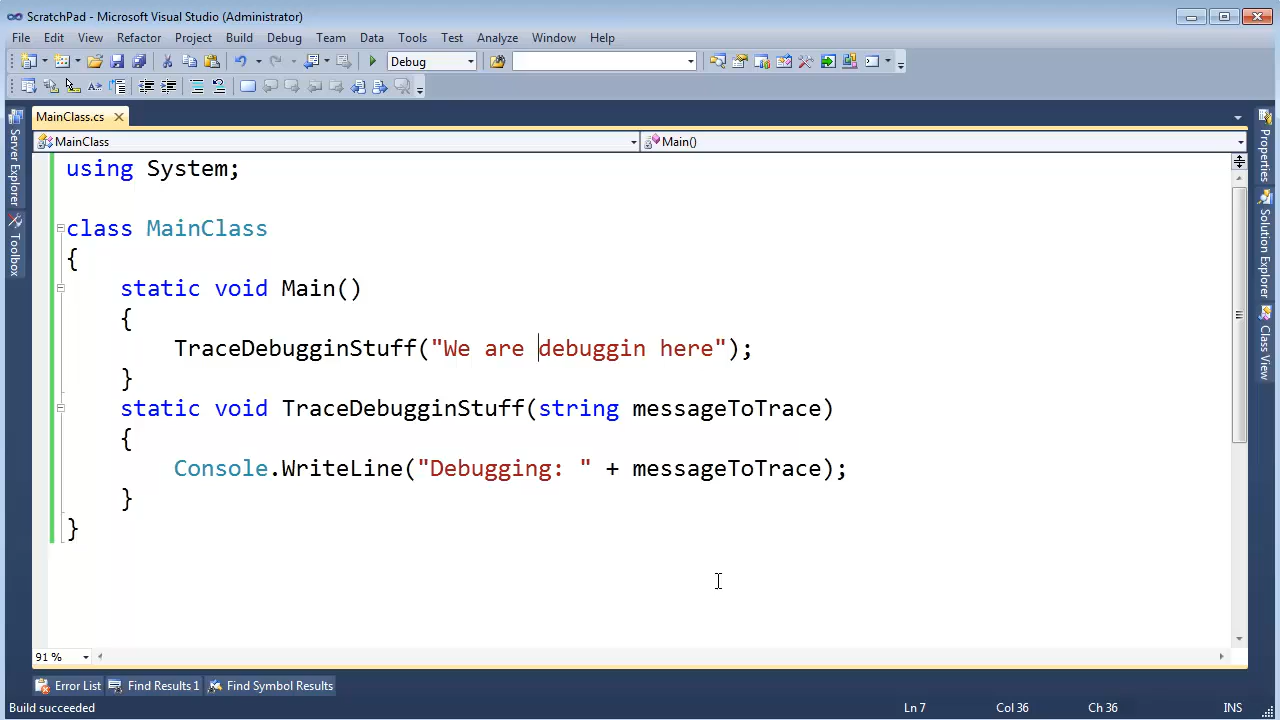 ScratchPad - Microsoft Visual Studio (Administrator)
File Edit View Refactor Project Build Debug Team Data Tools Test Analyze Window Help
Debug
MainClass.cs
MainClass Main()
Server Explorer
Toolbox
using System;
class MainClass
{
static void Main()
{
TraceDebugginStuff("We are debuggin here");
}
static void TraceDebugginStuff(string messageToTrace)
{
Console.WriteLine("Debugging: " + messageToTrace);
}
}
Properties
Solution Explorer
Class View
91 %
Error List Find Results 1 Find Symbol Results
Build succeeded Ln 7 Col 36 Ch 36 INS